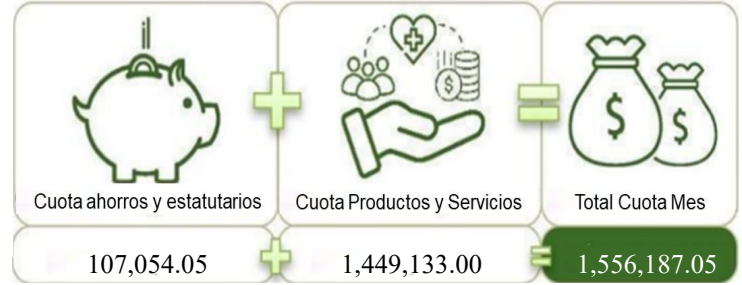 Cuota ahorros y estatutarios
Cuota Productos y Servicios
Total Cuota Mes
107,054.05
1,449,133.00
1,556,187.05